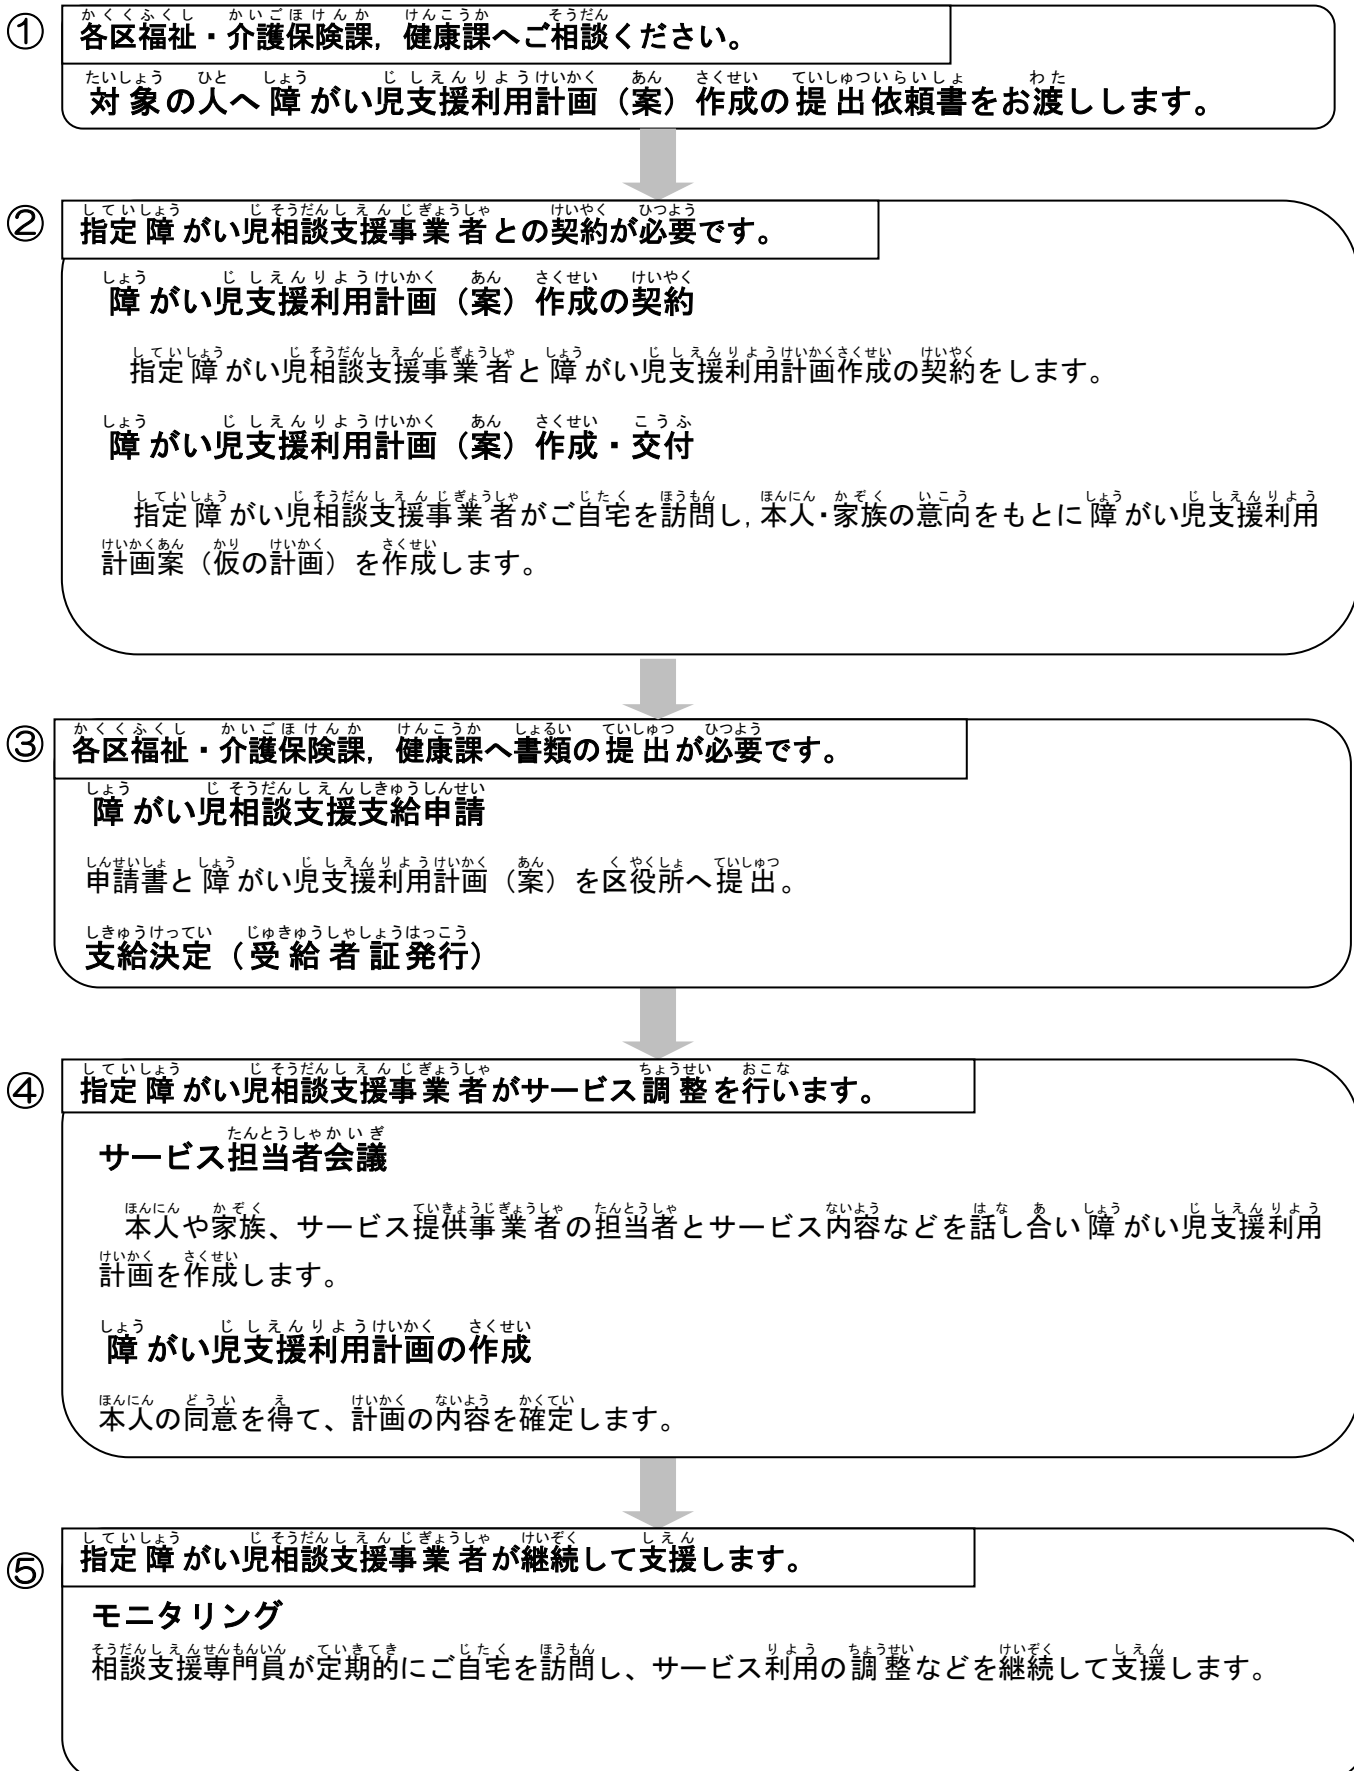 ①
各区福祉・介護保険課，健康課へご相談ください。
対象の人へ障がい児支援利用計画（案）作成の提出依頼書をお渡しします。
②
指定障がい児相談支援事業者との契約が必要です。
障がい児支援利用計画（案）作成の契約
指定障がい児相談支援事業者と障がい児支援利用計画作成の契約をします。
障がい児支援利用計画（案）作成・交付
指定障がい児相談支援事業者がご自宅を訪問し，本人・家族の意向をもとに障がい児支援利用
計画案（仮の計画）を作成します。
③
各区福祉・介護保険課，健康課へ書類の提出が必要です。
障がい児相談支援支給申請
申請書と障がい児支援利用計画（案）を区役所へ提出。
支給決定（受給者証発行）
④
指定障がい児相談支援事業者がサービス調整を行います。
サービス担当者会議
本人や家族、サービス提供事業者の担当者とサービス内容などを話し合い障がい児支援利用
計画を作成します。
障がい児支援利用計画の作成
本人の同意を得て、計画の内容を確定します。
⑤
指定障がい児相談支援事業者が継続して支援します。
モニタリング
相談支援専門員が定期的にご自宅を訪問し、サービス利用の調整などを継続して支援します。